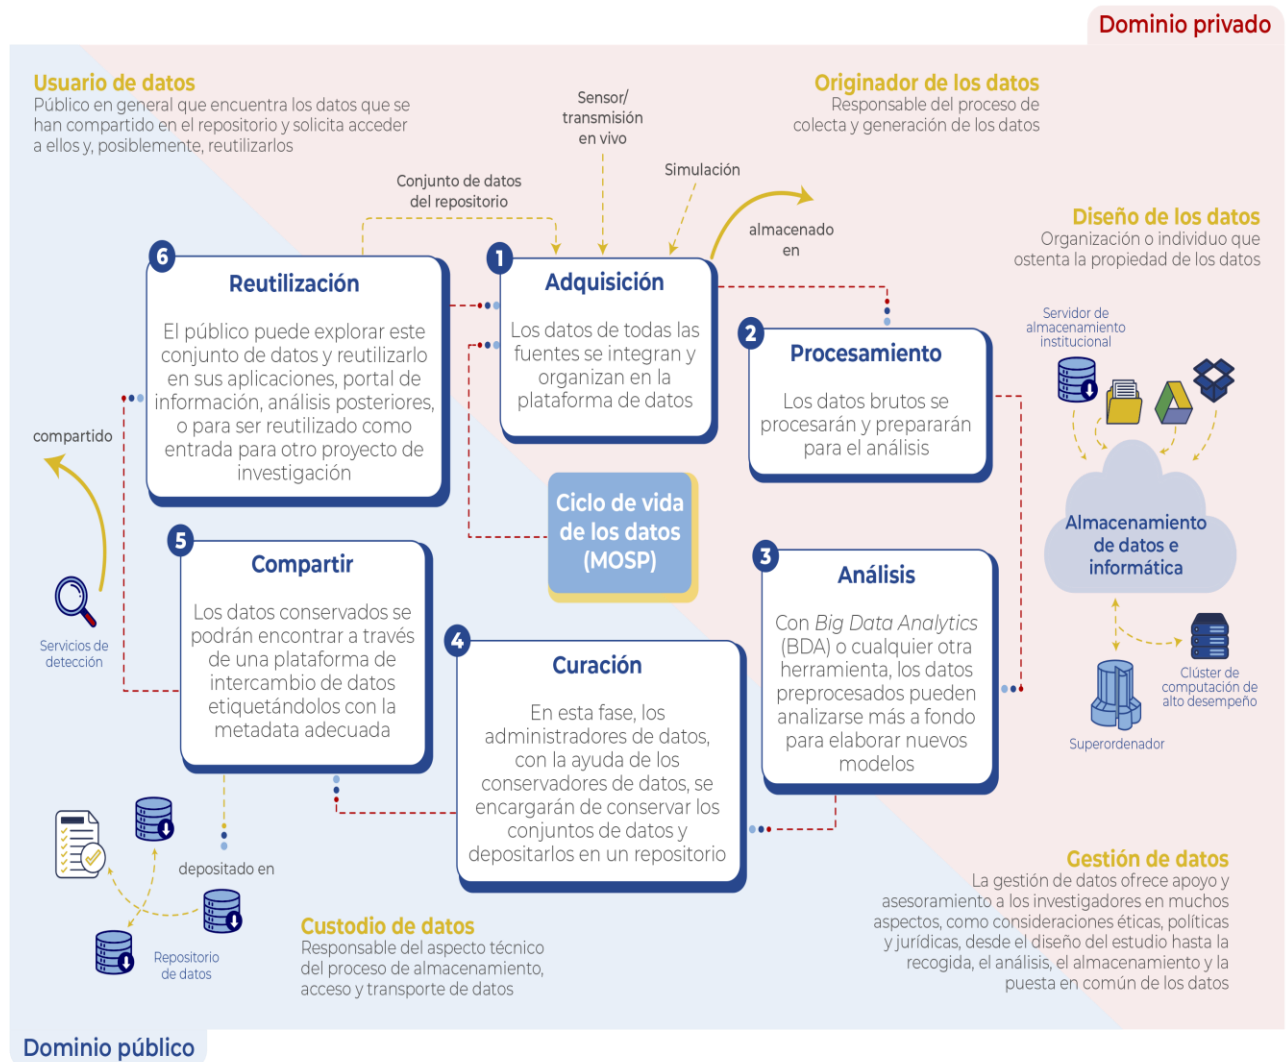 Dominio privado
Usuario de datos
Público en general que encuentra los datos que se
han compartido en el repositorio y solicita acceder
a ellos y, posiblemente, reutilizarlos
Sensor/
transmisión
en vivo
Simulación
Originador de los datos
Responsable del proceso de
colecta y generación de los datos
Conjunto de datos
del repositorio
almacenado
en
Diseño de los datos
Organización o individuo que
ostenta la propiedad de los datos
6
Reutilización
El público puede explorar este
conjunto de datos y reutilizarlo
en sus aplicaciones, portal de
información, análisis posteriores,
o para ser reutilizado como
entrada para otro proyecto de
investigación
1
Adquisición
Los datos de todas las
fuentes se integran y
organizan en la
plataforma de datos
2
Procesamiento
Los datos brutos se
procesarán y prepararán
para el análisis
Servidor de
almacenamiento
institucional
compartido
Ciclo de vida
de los datos
(MOSP)
Almacenamiento
de datos e
informática
5
Compartir
Los datos conservados se
podrán encontrar a través
de una plataforma de
intercambio de datos
etiquetándolos con la
metadata adecuada
3
Análisis
Con Big Data Analytics
(BDA) o cualquier otra
herramienta, los datos
preprocesados pueden
analizarse más a fondo
para elaborar nuevos
modelos
Servicios de
detección
4
Curación
En esta fase, los
administradores de datos,
con la ayuda de los
conservadores de datos, se
encargarán de conservar los
conjuntos de datos y
depositarlos en un repositorio
Clúster de
computación de
alto desempeño
Superordenador
depositado en
Repositorio
de datos
Custodio de datos
Responsable del aspecto técnico
del proceso de almacenamiento,
acceso y transporte de datos
Gestión de datos
La gestión de datos ofrece apoyo y
asesoramiento a los investigadores en muchos
aspectos, como consideraciones éticas, políticas
y jurídicas, desde el diseño del estudio hasta la
recogida, el análisis, el almacenamiento y la
puesta en común de los datos
Dominio público